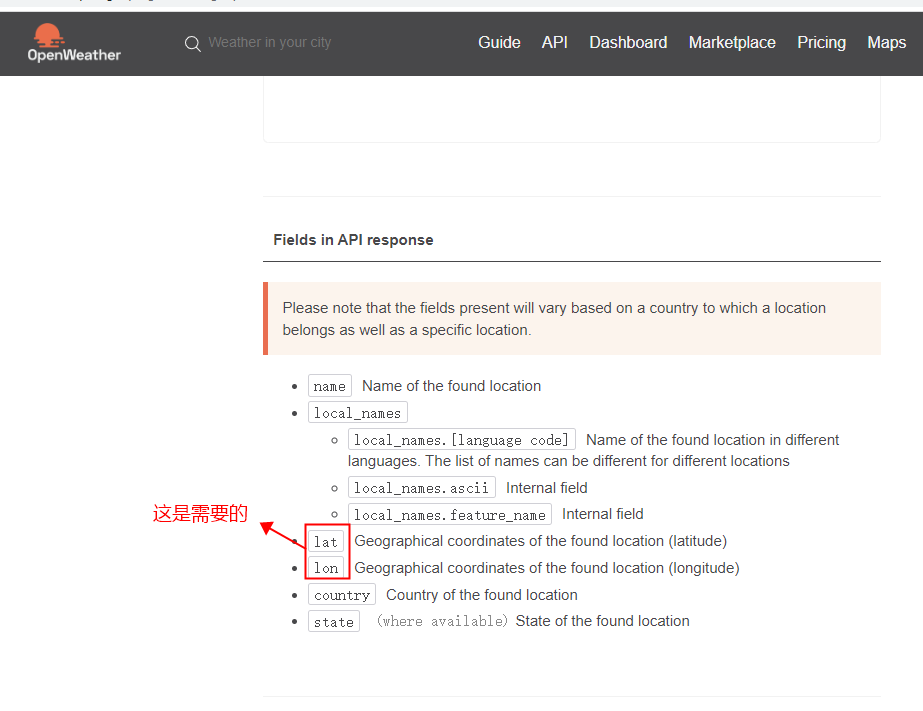 OpenWeather
Weather in your city
Guide API Dashboard Marketplace Pricing Maps
Fields in API response
Please note that the fields present will vary based on a country to which a location
belongs as well as a specific location.
name Name of the found location
local_names
local_names.[language code] Name of the found location in different
languages. The list of names can be different for different locations
local_names.ascii Internal field
local_names.feature_name Internal field
这是需要的
lat Geographical coordinates of the found location (latitude)
lon Geographical coordinates of the found location (longitude)
country Country of the found location
state (where available) State of the found location